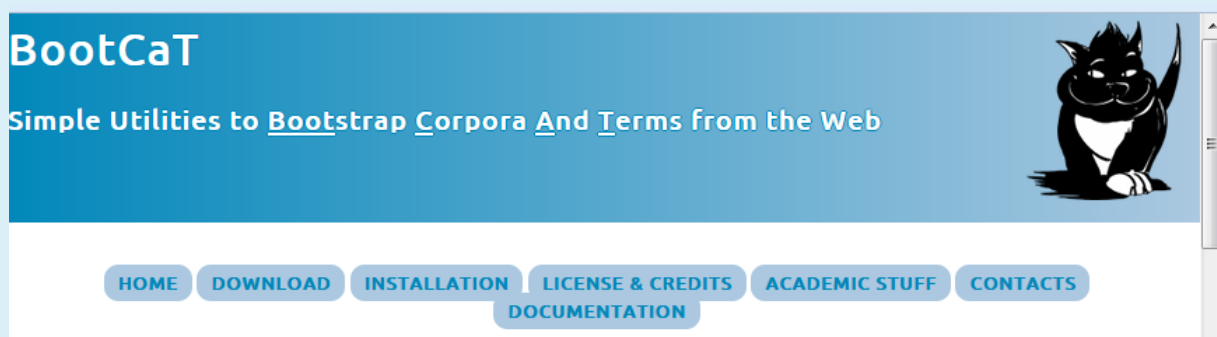 BootCaT
Simple Utilities to Bootstrap Corpora And Terms from the Web
HOME DOWNLOAD INSTALLATION LICENSE & CREDITS ACADEMIC STUFF CONTACTS
DOCUMENTATION